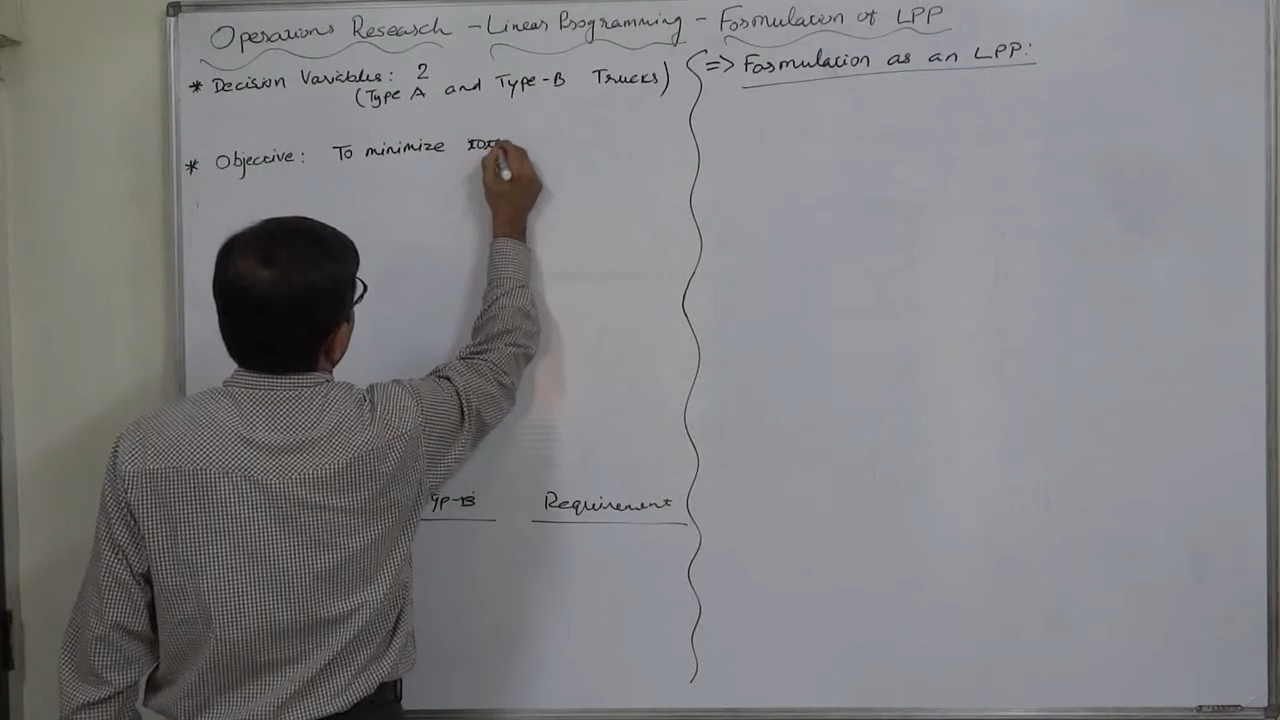 Operations Research - Linear Programming - Formulation of LPP
* Decision Variables: 2
(Type A and Type-B Trucks)
* Objective: To minimize
Requirement
=> Formulation as an LPP: